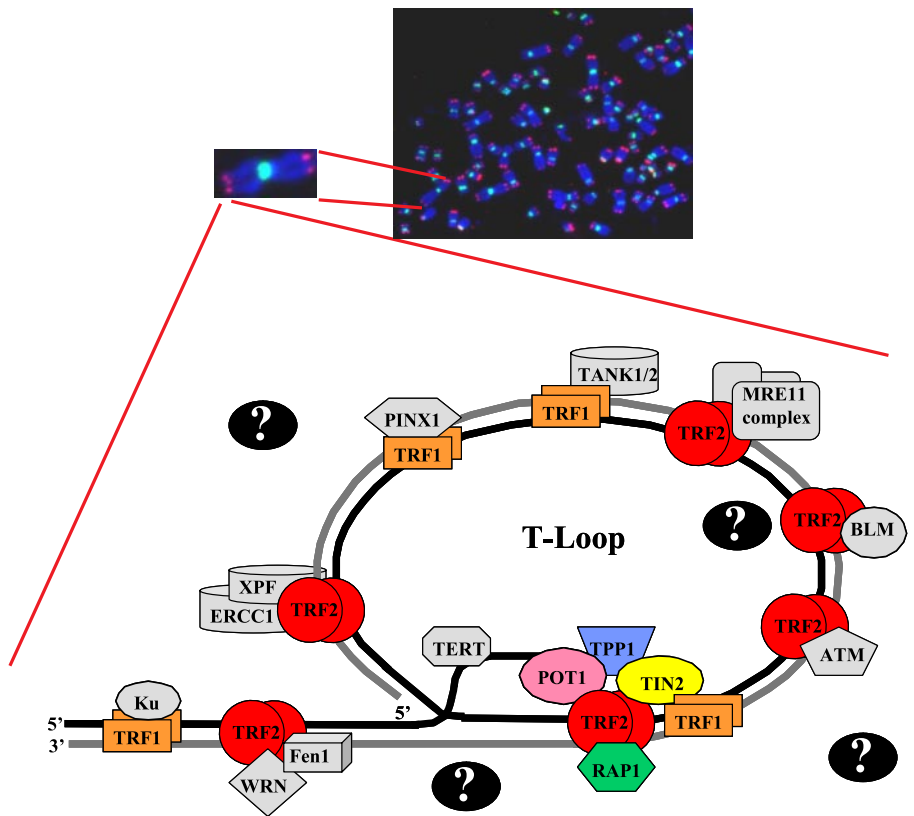 TANK1/2
MRE11
complex
?
PINX1
TRF1
TRF2
TRF1
?
TRF2
BLM
T-Loop
XPF
ERCC1
TRF2
TRF2
TERT
TPP1
ATM
POT1
TIN2
Ku
5’
5’
TRF2
TRF1
TRF2
TRF1
3’
Fen1
RAP1
WRN
?
?